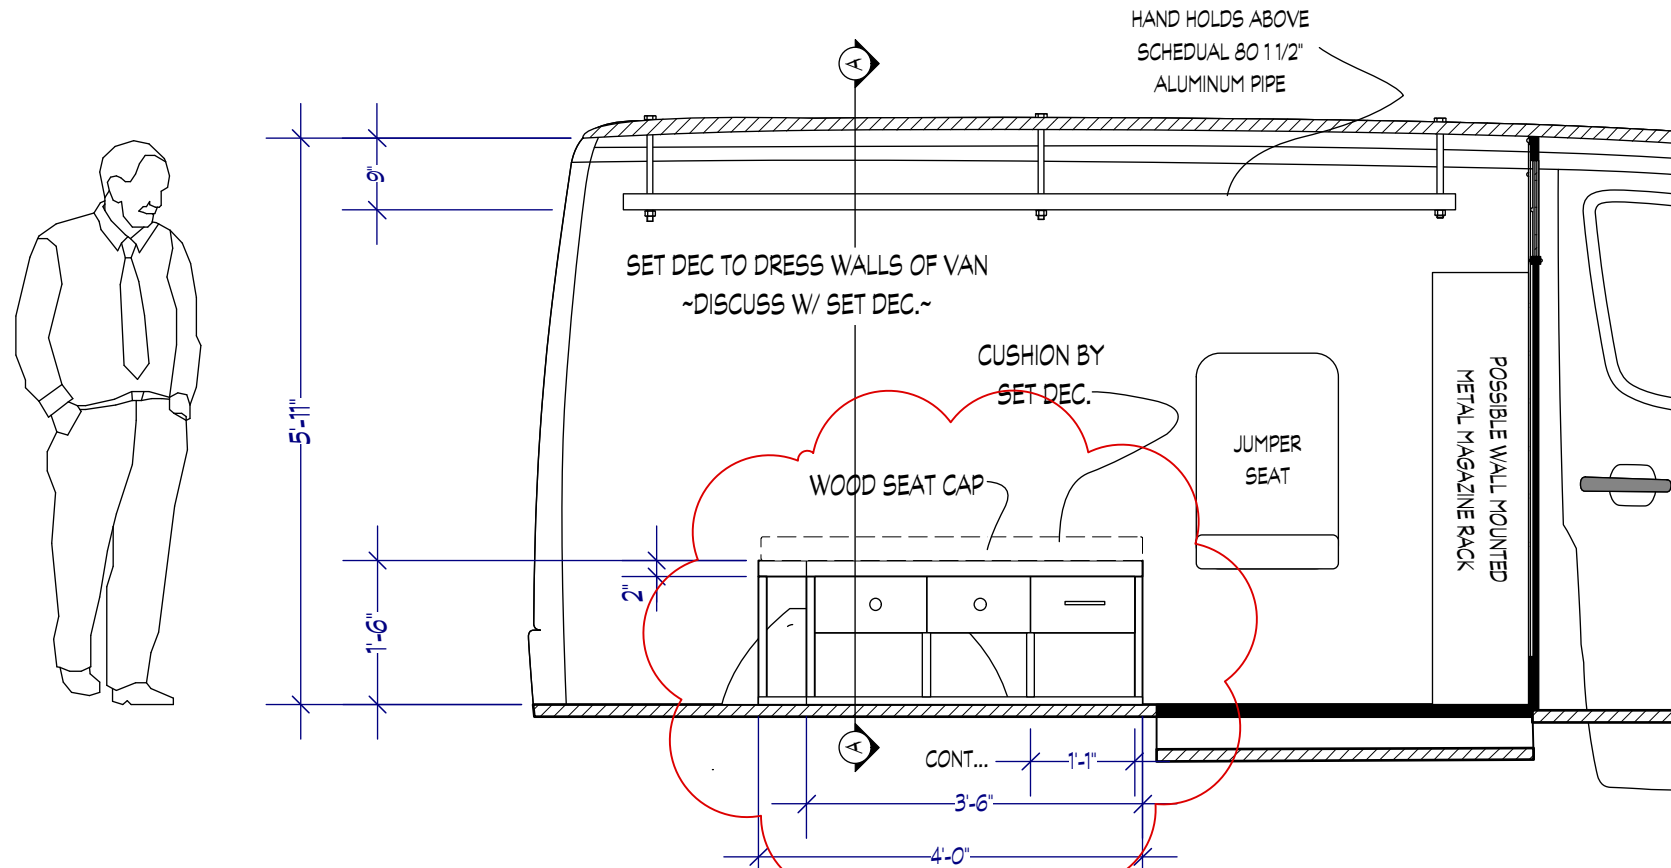 HAND HOLDS ABOVE
SCHEDUAL 80 1 1/2"
ALUMINUM PIPE
A
9"
SET DEC TO DRESS WALLS OF VAN
~DISCUSS W/ SET DEC.~
CUSHION BY
SET DEC.
5'-11"
WOOD SEAT CAP
JUMPER
SEAT
POSSIBLE WALL MOUNTED
METAL MAGAZINE RACK
2"
1'-6"
A
CONT...
1'-1"
3'-6"
4'-0"